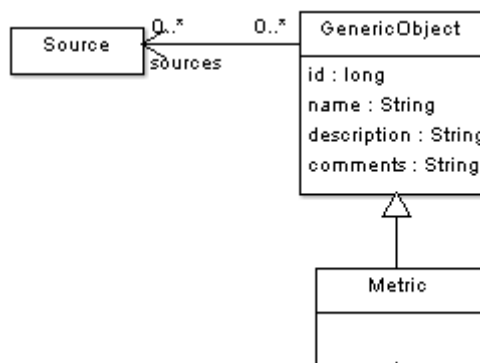 0..*
0..*
GenericObject
Source
sources
id : long
name : String
description : String
comments : String
Metric